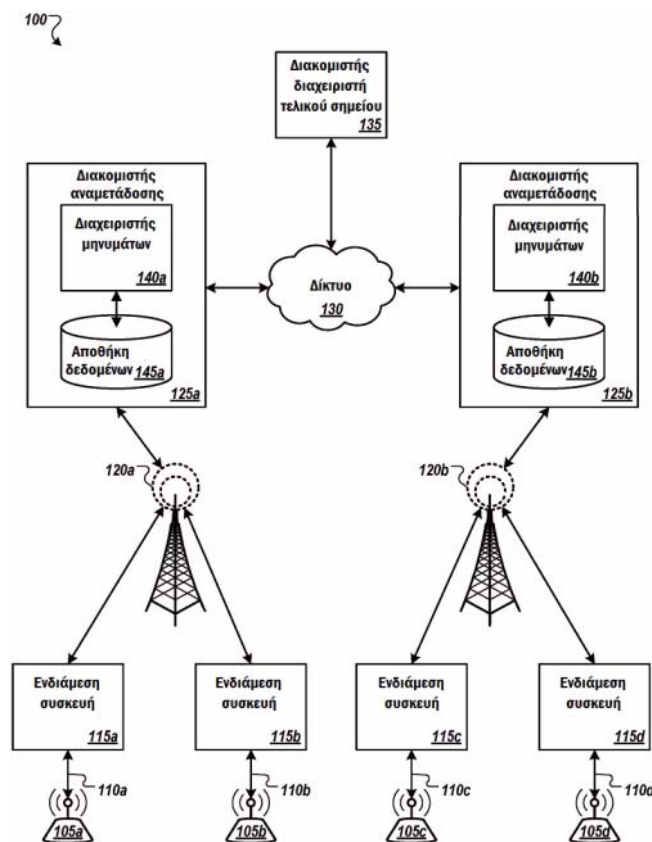 100
Διακομιστής
διαχειριστή
τελικού σημείου
135
Διακομιστής
αναμετάδοσης
Διαχειριστής
μηνυμάτων
140a
Αποθήκη
δεδομένων
145a
125a
Δίκτυο
130
Διακομιστής
αναμετάδοσης
Διαχειριστής
μηνυμάτων
140b
Αποθήκη
δεδομένων
145b
125b
120a
120b
Ενδιάμεση
συσκευή
115a
Ενδιάμεση
συσκευή
115b
Ενδιάμεση
συσκευή
115c
Ενδιάμεση
συσκευή
115d
110a
110b
110c
110d
105a
105b
105c
105d